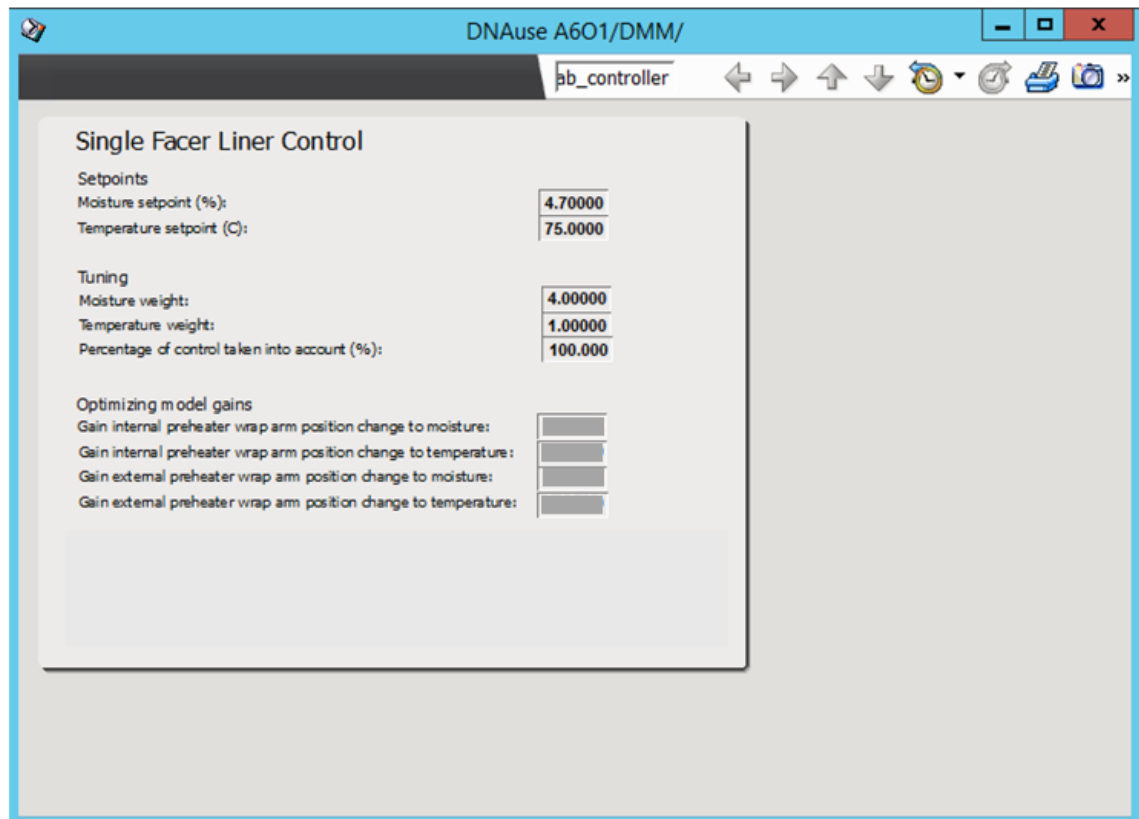 DNAuse A6O1/DMM/
ab_controller
Single Facer Liner Control
Setpoints
Moisture setpoint (%): 4.70000
Temperature setpoint (C): 75.0000
Tuning
Moisture weight: 4.00000
Temperature weight: 1.00000
Percentage of control taken into account (%): 100.000
Optimizing model gains
Gain internal preheater wrap arm position change to moisture:
Gain internal preheater wrap arm position change to temperature:
Gain external preheater wrap arm position change to moisture:
Gain external preheater wrap arm position change to temperature: